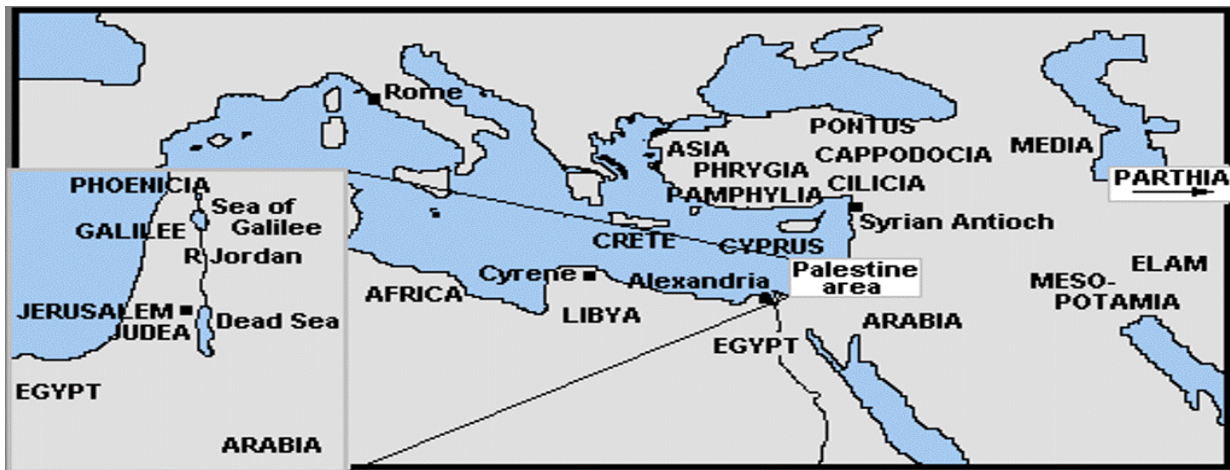 Rome
PONTUS
ASIA
CAPPODOCIA
MEDIA
PHRYGIA
PARTHIA
PAMPHYLIA
CILICIA
Syrian Antioch
CRETE
CYPRUS
Cyrene
Alexandria
Palestine
area
ELAM
MESO-
POTAMIA
AFRICA
LIBYA
ARABIA
EGYPT
PHOENICIA
Sea of
Galilee
GALILEE
R Jordan
JERUSALEM
JUDEA
Dead Sea
EGYPT
ARABIA